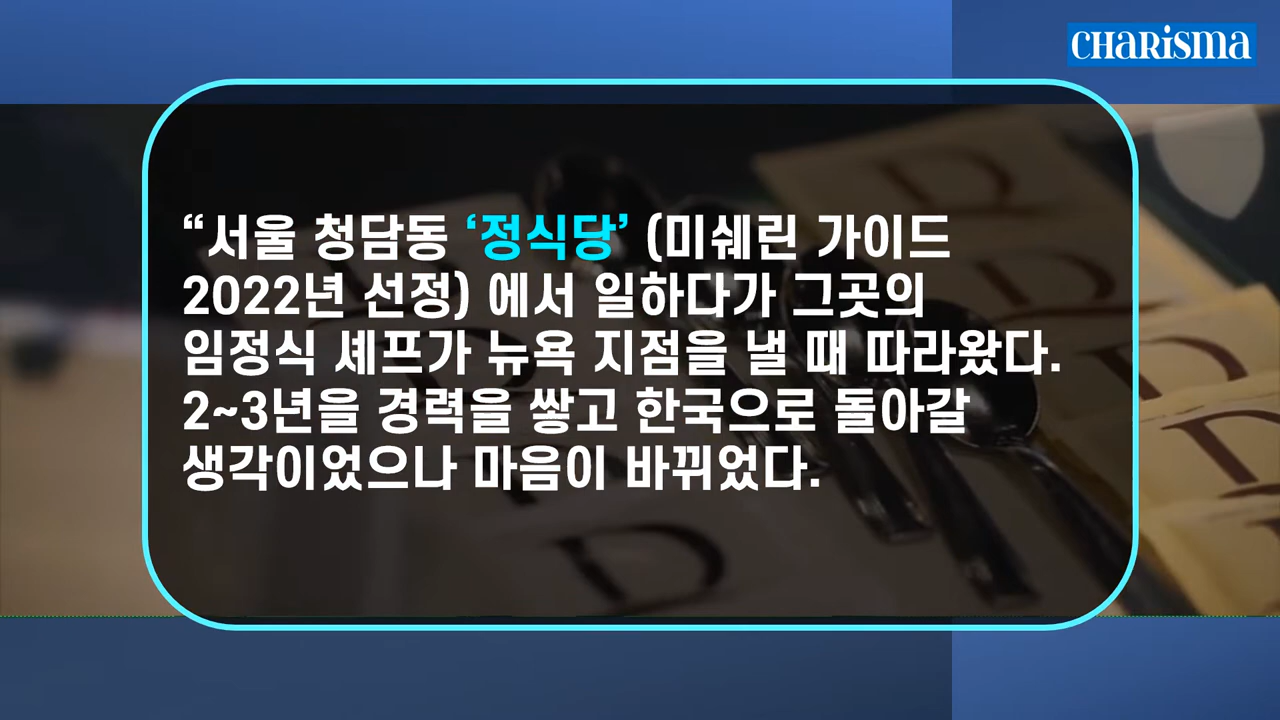 CHARISMA
“서울 청담동 ‘정식당’ (미쉐린 가이드
2022년 선정) 에서 일하다가 그곳의
임정식 셰프가 뉴욕 지점을 낼 때 따라왔다.
2~3년을 경력을 쌓고 한국으로 돌아갈
생각이었으나 마음이 바뀌었다.
D
D
D
D
D